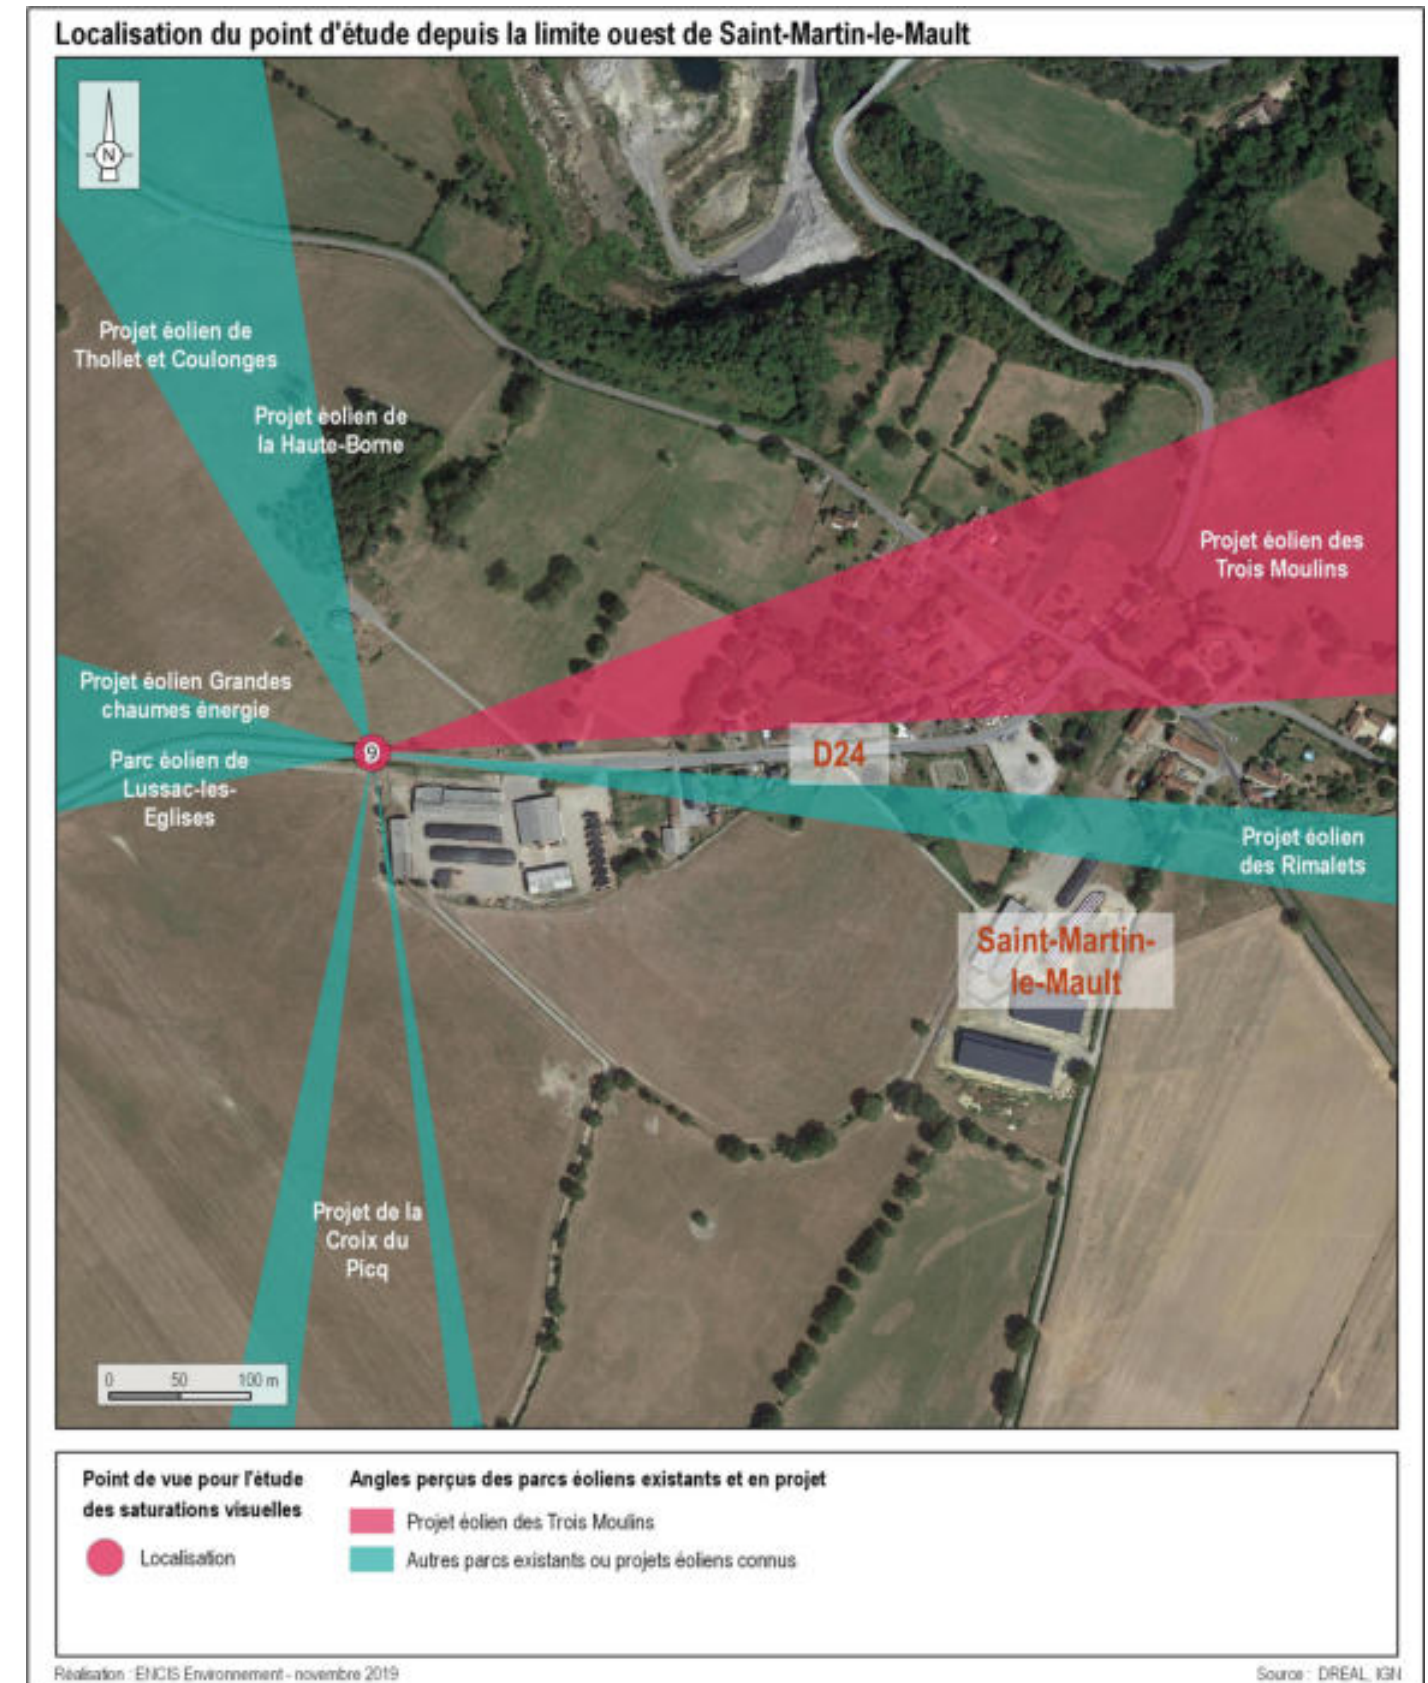 Localisation du point d'étude depuis la limite ouest de Saint-Martin-le-Mault
N
Projet éolien de
Thollet et Coulonges
Projet éolien de
la Haute-Borne
Projet éolien des
Trois Moulins
Projet éolien Grandes
chaumes énergie
9
D24
Parc éolien de
Lussac-les-
Eglises
Projet éolien
des Rimalets
Saint-Martin-
le-Mault
Projet de la
Croix du
Picq
0 50 100 m
Point de vue pour l'étude
des saturations visuelles
Localisation
Angles perçus des parcs éoliens existants et en projet
Projet éolien des Trois Moulins
Autres parcs existants ou projets éoliens connus
Réalisation : ENCIS Environnement - novembre 2019
Source : DREAL, IGN